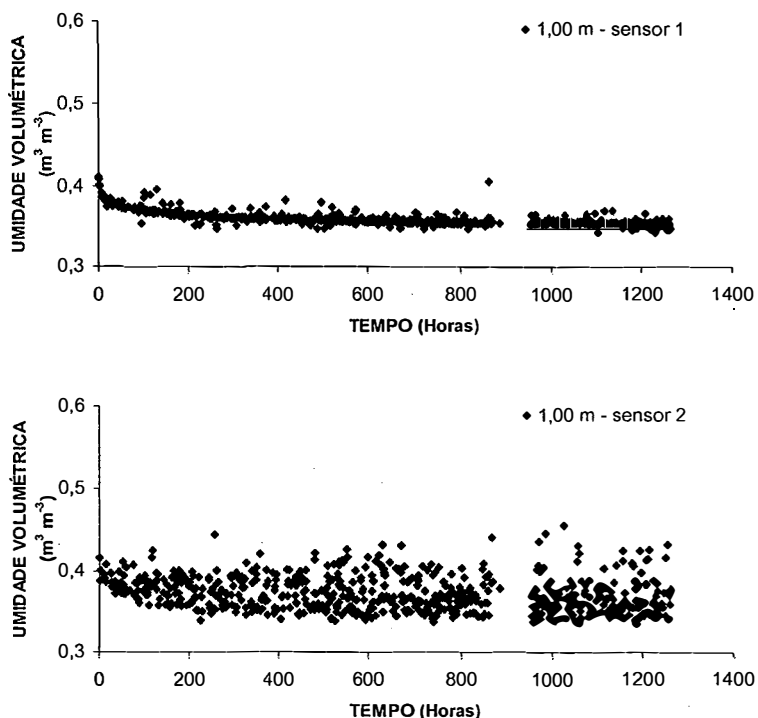 0,6
◆ 1,00 m - sensor 1
UMIDADE VOLUMÉTRICA
(m³ m⁻³)
0,5
0,4
0,3
0 200 400 600 800 1000 1200 1400
TEMPO (Horas)
0,6
◆ 1,00 m - sensor 2
UMIDADE VOLUMÉTRICA
(m³ m⁻³)
0,5
0,4
0,3
0 200 400 600 800 1000 1200 1400
TEMPO (Horas)